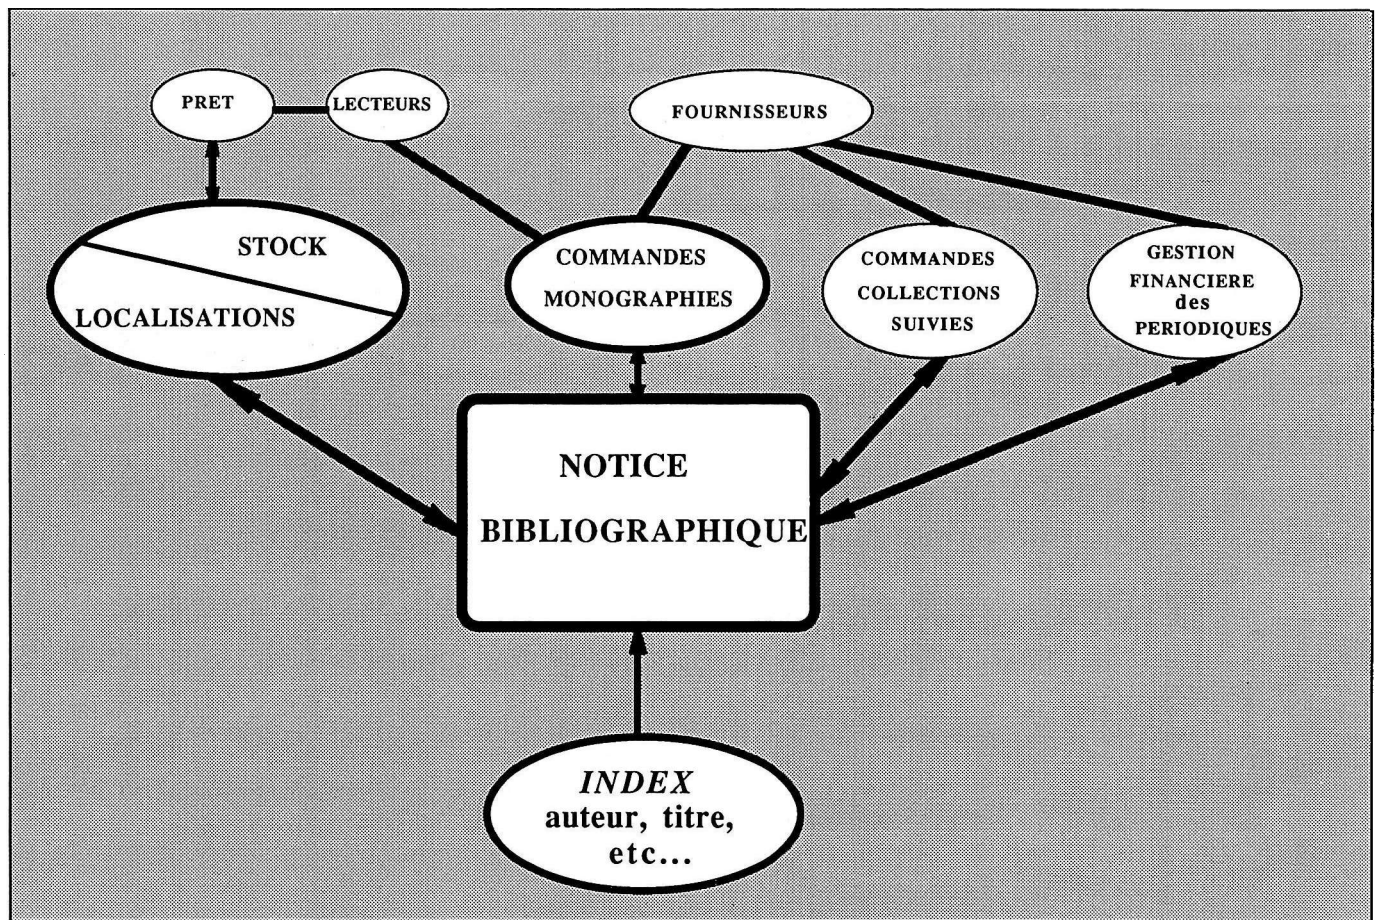 PRET
LECTEURS
FOURNISSEURS
STOCK
LOCALISATIONS
COMMANDES
MONOGRAPHIES
COMMANDES
COLLECTIONS
SUIVIES
GESTION
FINANCIERE
des
PERIODIQUES
NOTICE
BIBLIOGRAPHIQUE
INDEX
auteur, titre,
etc...